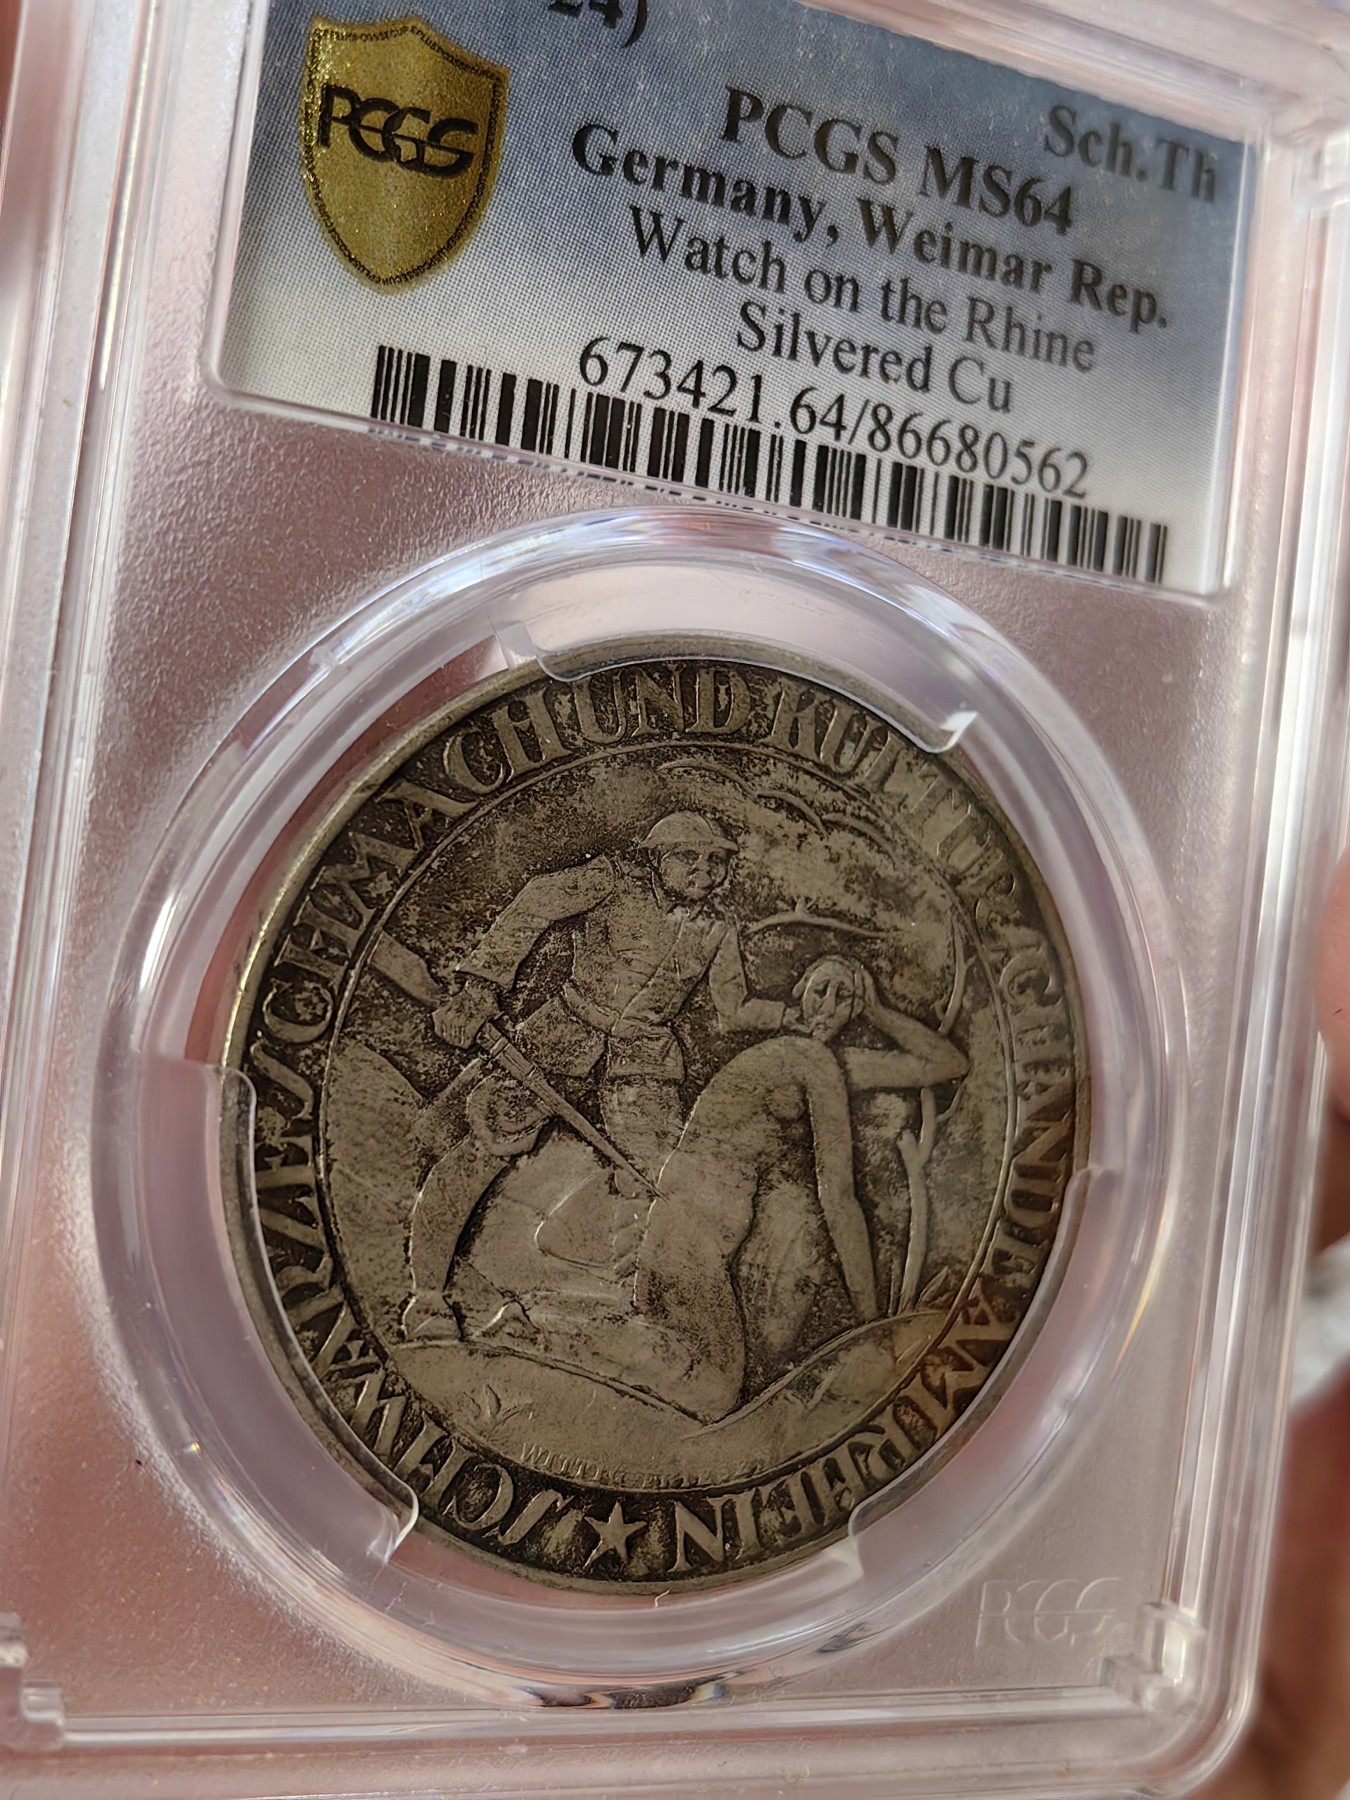 24)
Sch.Th
PCGS
PCGS MS64
Germany, Weimar Rep.
Watch on the Rhine
Silvered Cu
673421.64/86680562
SCHWARZE SCHMACH UND KULTURSCHANDE AM RHEIN
PCGS